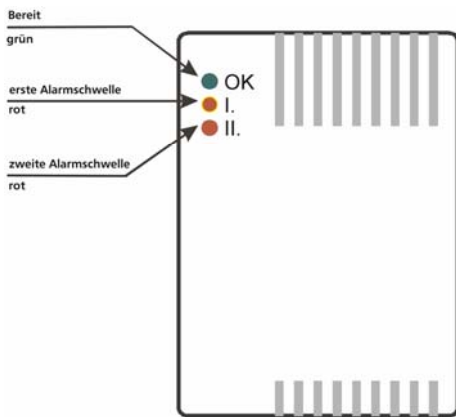 Bereit
grün
OK
erste Alarmschwelle
rot
I.
zweite Alarmschwelle
rot
II.